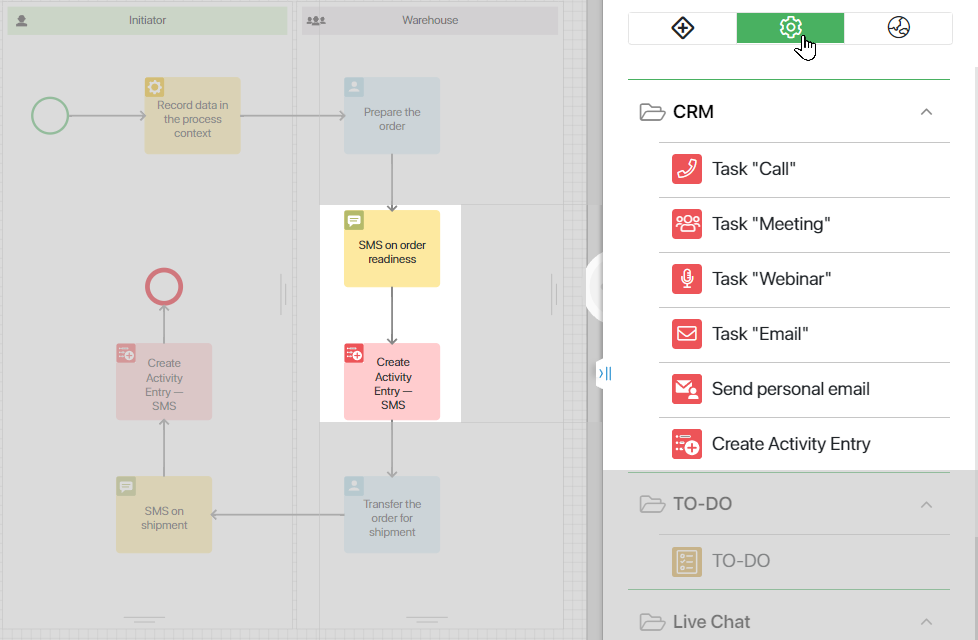 Initiator
Warehouse
Record data in
the process
context
Prepare the
order
SMS on order
readiness
Create
Activity
Entry —
SMS
Create
Activity
Entry —
SMS
SMS on
shipment
Transfer the
order for
shipment
CRM
Task "Call"
Task "Meeting"
Task "Webinar"
Task "Email"
Send personal email
Create Activity Entry
TO-DO
TO-DO
Live Chat